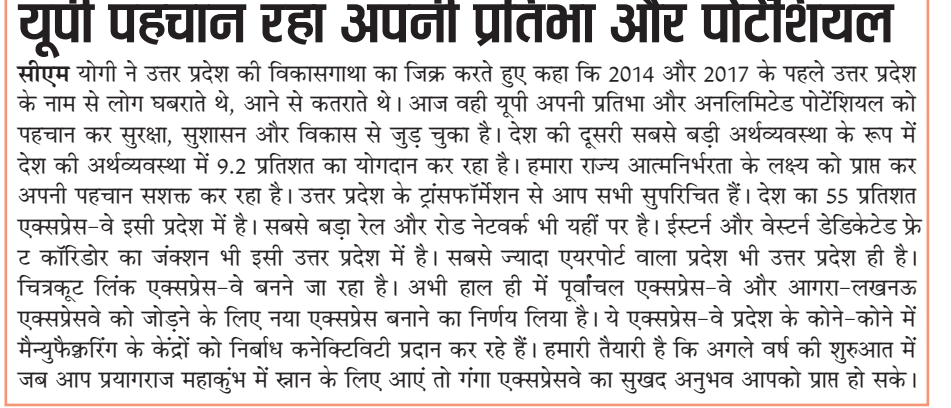 यूपी पहचान रहा अपनी प्रतिभा और पोटेंशियल
सीएम योगी ने उत्तर प्रदेश की विकासगाथा का जिक्र करते हुए कहा कि 2014 और 2017 के पहले उत्तर प्रदेश
के नाम से लोग घबराते थे, आने से कतराते थे। आज वही यूपी अपनी प्रतिभा और अनलिमिटेड पोटेंशियल को
पहचान कर सुरक्षा, सुशासन और विकास से जुड़ चुका है। देश की दूसरी सबसे बड़ी अर्थव्यवस्था के रूप में
देश की अर्थव्यवस्था में 9.2 प्रतिशत का योगदान कर रहा है। हमारा राज्य आत्मनिर्भरता के लक्ष्य को प्राप्त कर
अपनी पहचान सशक्त कर रहा है। उत्तर प्रदेश के ट्रांसफॉर्मेशन से आप सभी सुपरिचित हैं। देश का 55 प्रतिशत
एक्सप्रेस-वे इसी प्रदेश में है। सबसे बड़ा रेल और रोड नेटवर्क भी यहीं पर है। ईस्टर्न और वेस्टर्न डेडिकेटेड फ्रे
ट कॉरिडोर का जंक्शन भी इसी उत्तर प्रदेश में है। सबसे ज्यादा एयरपोर्ट वाला प्रदेश भी उत्तर प्रदेश ही है।
चित्रकूट लिंक एक्सप्रेस-वे बनने जा रहा है। अभी हाल ही में पूर्वांचल एक्सप्रेस-वे और आगरा-लखनऊ
एक्सप्रेसवे को जोड़ने के लिए नया एक्सप्रेस बनाने का निर्णय लिया है। ये एक्सप्रेस-वे प्रदेश के कोने-कोने में
मैन्युफैक्चरिंग के केंद्रों को निर्बाध कनेक्टिविटी प्रदान कर रहे हैं। हमारी तैयारी है कि अगले वर्ष की शुरुआत में
जब आप प्रयागराज महाकुंभ में स्नान के लिए आएं तो गंगा एक्सप्रेसवे का सुखद अनुभव आपको प्राप्त हो सके।